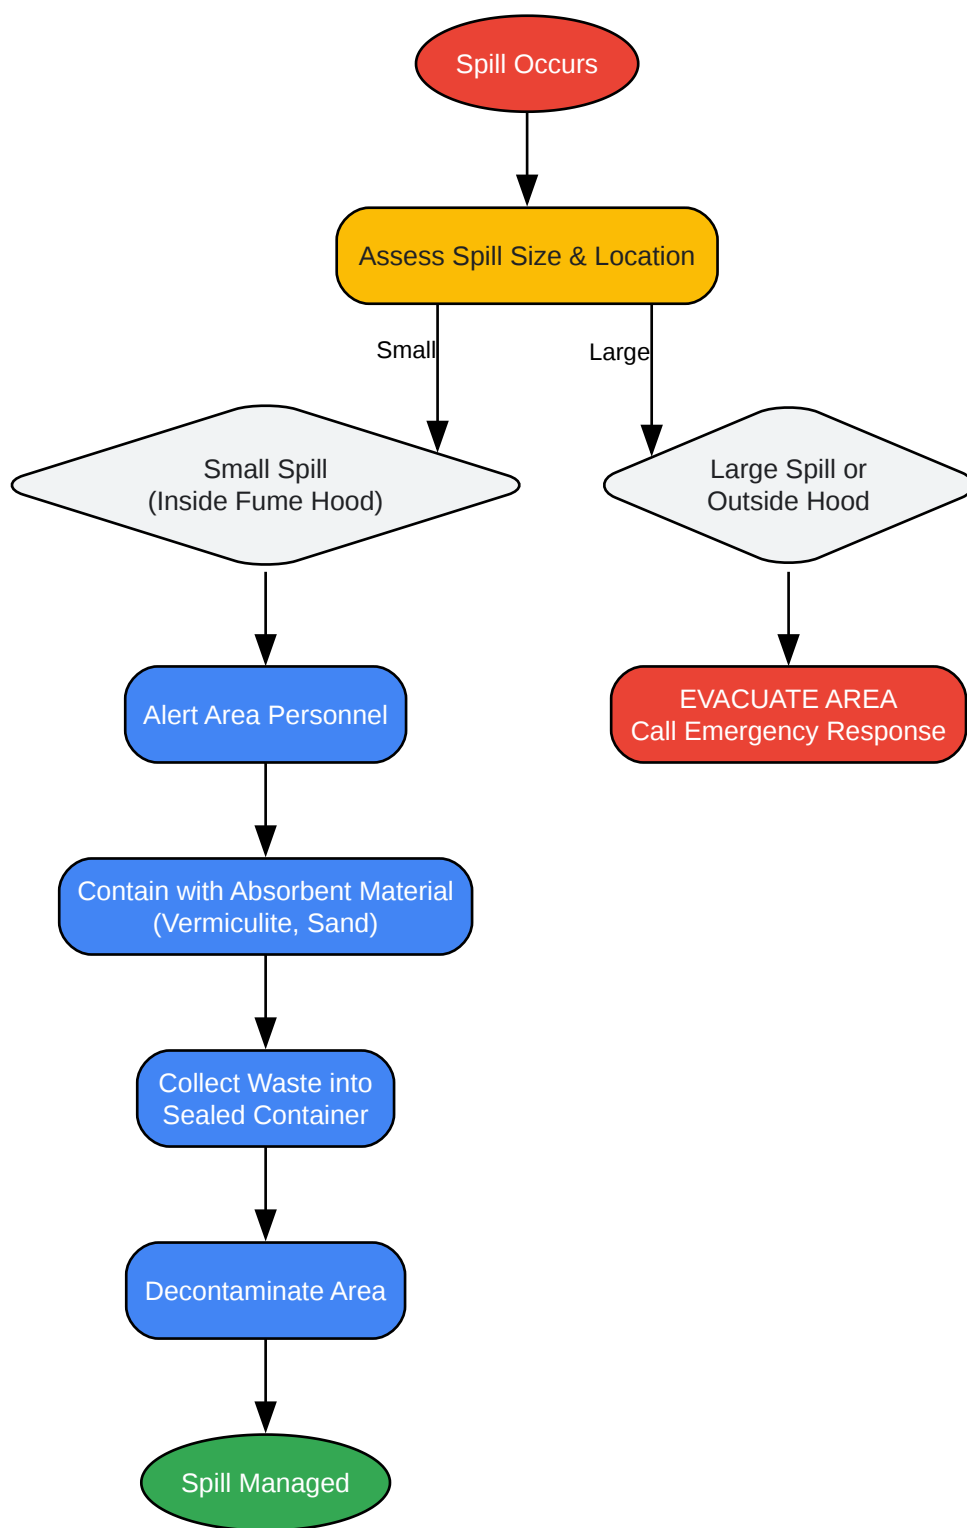 Spill Occurs
Assess Spill Size & Location
Small
Large
Small Spill
(Inside Fume Hood)
Large Spill or
Outside Hood
Alert Area Personnel
EVACUATE AREA
Call Emergency Response
Contain with Absorbent Material
(Vermiculite, Sand)
Collect Waste into
Sealed Container
Decontaminate Area
Spill Managed